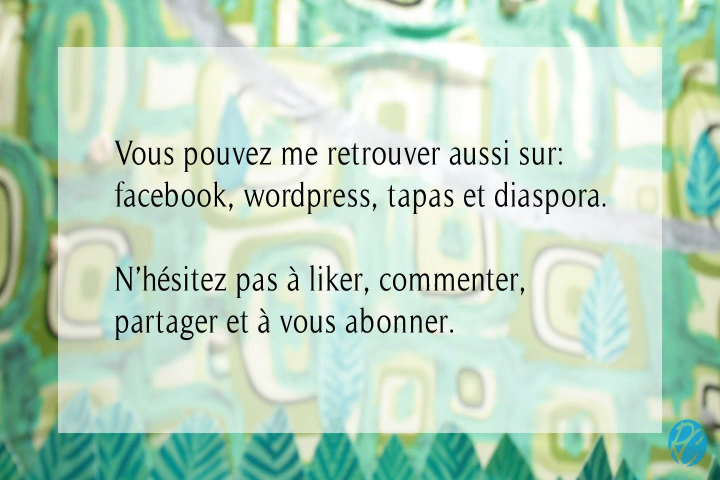 Vous pouvez me retrouver aussi sur:
facebook, wordpress, tapas et diaspora.
N'hésitez pas à liker, commenter,
partager et à vous abonner.